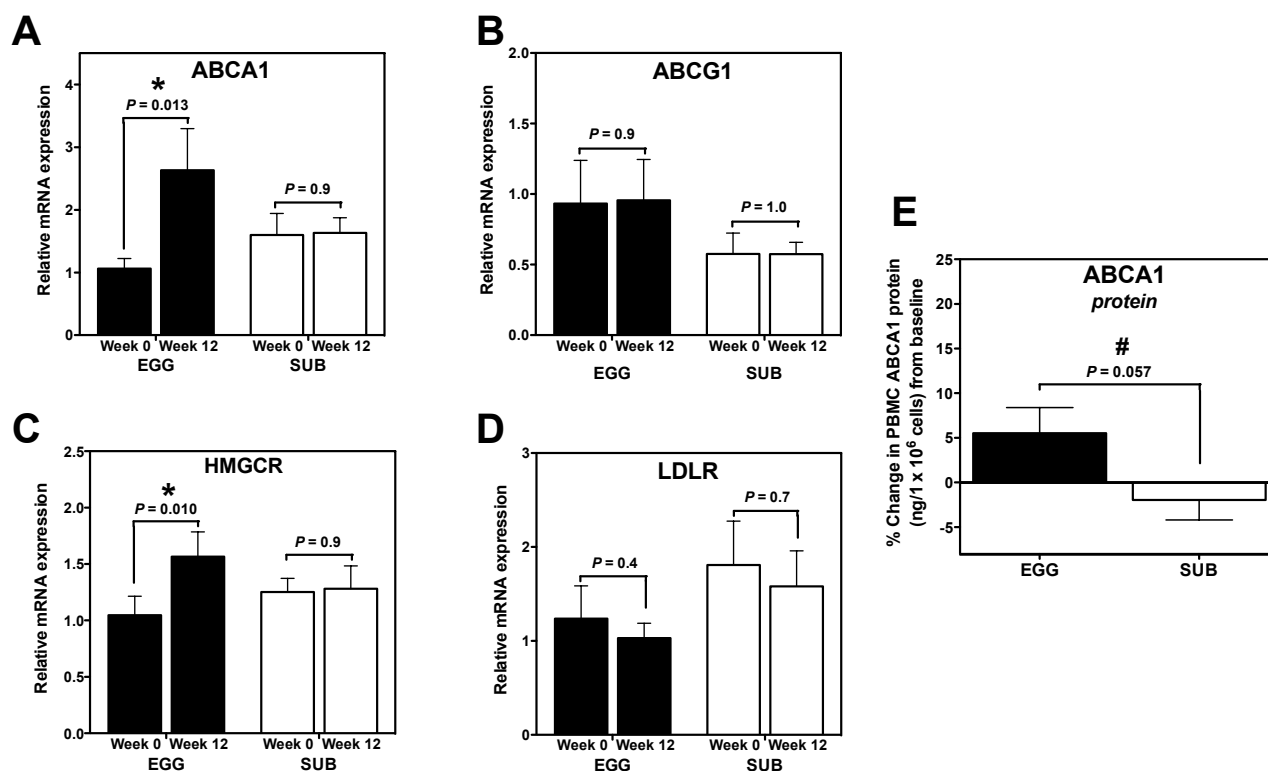 A
ABCA1
*
P = 0.013
P = 0.9
Relative mRNA expression
4
3
2
1
0
Week 0 Week 12 Week 0 Week 12
EGG SUB
B
ABCG1
P = 0.9
P = 1.0
Relative mRNA expression
2.0
1.5
1.0
0.5
0.0
Week 0 Week 12 Week 0 Week 12
EGG SUB
C
HMGCR
*
P = 0.010
P = 0.9
Relative mRNA expression
2.5
2.0
1.5
1.0
0.5
0.0
Week 0 Week 12 Week 0 Week 12
EGG SUB
D
LDLR
P = 0.7
P = 0.4
Relative mRNA expression
3
2
1
0
Week 0 Week 12 Week 0 Week 12
EGG SUB
E
ABCA1
protein
#
P = 0.057
% Change in PBMC ABCA1 protein
(ng/1 x 10⁶ cells) from baseline
25
20
15
10
5
0
-5
EGG SUB